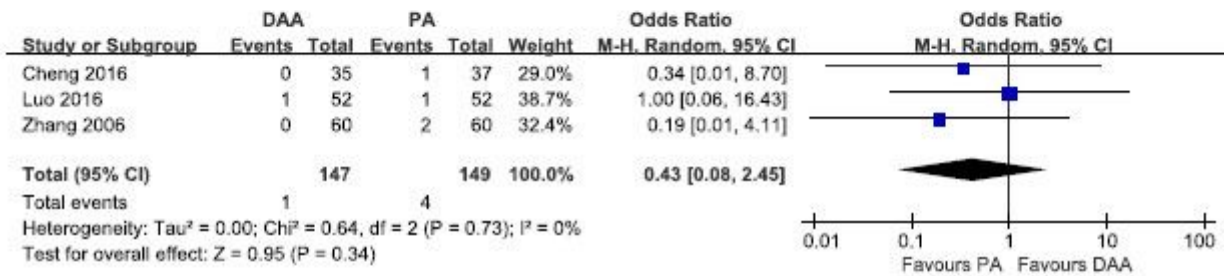 DAA PA Odds Ratio Odds Ratio
Study or Subgroup Events Total Events Total Weight M-H. Random. 95% CI M-H. Random. 95% CI
Cheng 2016 0 35 1 37 29.0% 0.34 [0.01, 8.70]
Luo 2016 1 52 1 52 38.7% 1.00 [0.06, 16.43]
Zhang 2006 0 60 2 60 32.4% 0.19 [0.01, 4.11]
Total (95% CI) 147 149 100.0% 0.43 [0.08, 2.45]
Total events 1 4
Heterogeneity: Tau² = 0.00; Chi² = 0.64, df = 2 (P = 0.73); I² = 0%
Test for overall effect: Z = 0.95 (P = 0.34)
0.01 0.1 1 10 100
Favours PA Favours DAA